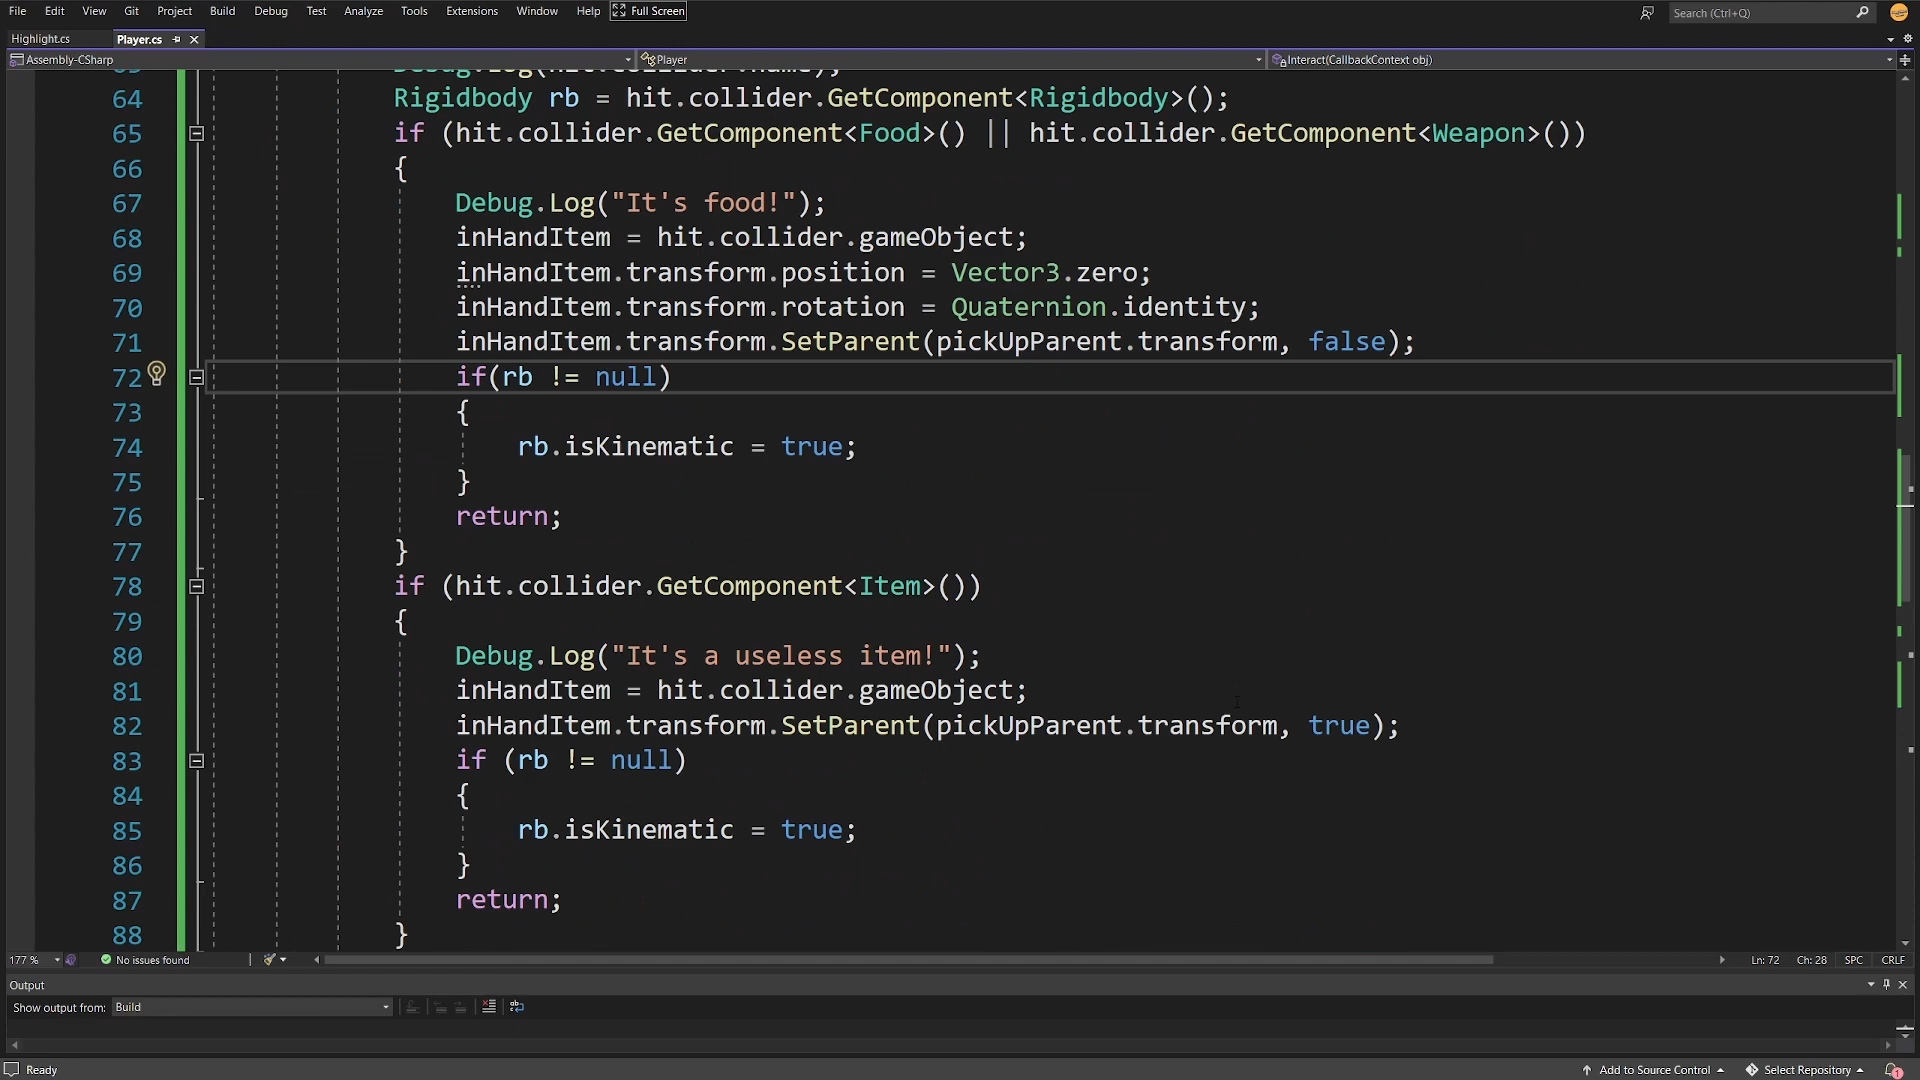 File Edit View Git Project Build Debug Test Analyze Tools Extensions Window Help Full Screen Search (Ctrl+Q)
Highlight.cs Player.cs
Assembly-CSharp Player Interact(CallbackContext obj)
64 Rigidbody rb = hit.collider.GetComponent<Rigidbody>();
65 if (hit.collider.GetComponent<Food>() || hit.collider.GetComponent<Weapon>())
66 {
67 Debug.Log("It's food!");
68 inHandItem = hit.collider.gameObject;
69 inHandItem.transform.position = Vector3.zero;
70 inHandItem.transform.rotation = Quaternion.identity;
71 inHandItem.transform.SetParent(pickUpParent.transform, false);
72 if(rb != null)
73 {
74 rb.isKinematic = true;
75 }
76 return;
77 }
78 if (hit.collider.GetComponent<Item>())
79 {
80 Debug.Log("It's a useless item!");
81 inHandItem = hit.collider.gameObject;
82 inHandItem.transform.SetParent(pickUpParent.transform, true);
83 if (rb != null)
84 {
85 rb.isKinematic = true;
86 }
87 return;
88 }
177 % No issues found Ln: 72 Ch: 28 SPC CRLF
Output
Show output from: Build
Ready Add to Source Control Select Repository 1